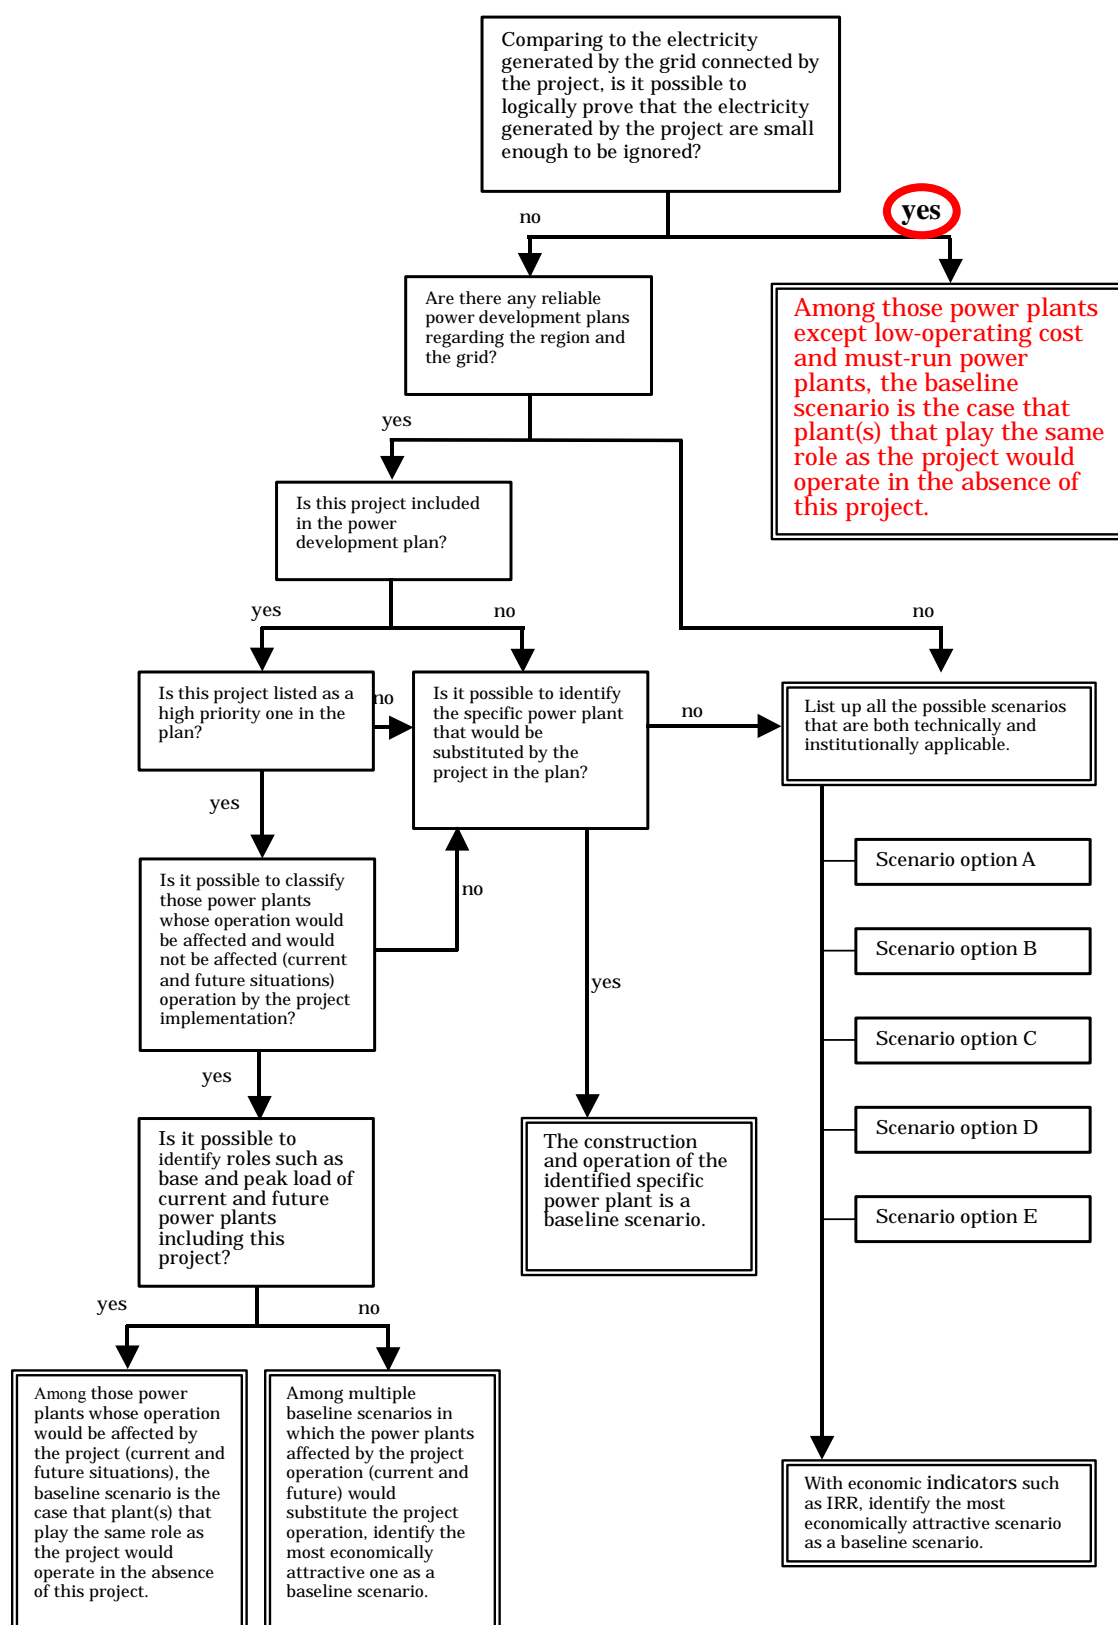 Comparing to the electricity
generated by the grid connected by
the project, is it possible to
logically prove that the electricity
generated by the project are small
enough to be ignored?
no
yes
Are there any reliable
power development plans
regarding the region and
the grid?
Among those power plants
except low-operating cost
and must-run power
plants, the baseline
scenario is the case that
plant(s) that play the same
role as the project would
operate in the absence of
this project.
yes
no
Is this project included
in the power
development plan?
yes
no
Is this project listed as a
high priority one in the
plan?
no
Is it possible to identify
the specific power plant
that would be
substituted by the
project in the plan?
no
List up all the possible scenarios
that are both technically and
institutionally applicable.
yes
Is it possible to classify
those power plants
whose operation would
be affected and would
not be affected (current
and future situations)
operation by the project
implementation?
no
yes
Scenario option A
Scenario option B
Scenario option C
Scenario option D
Scenario option E
yes
Is it possible to
identify roles such as
base and peak load of
current and future
power plants
including this
project?
The construction
and operation of the
identified specific
power plant is a
baseline scenario.
yes
no
Among those power
plants whose operation
would be affected by
the project (current and
future situations), the
baseline scenario is the
case that plant(s) that
play the same role as
the project would
operate in the absence
of this project.
Among multiple
baseline scenarios in
which the power plants
affected by the project
operation (current and
future) would
substitute the project
operation, identify the
most economically
attractive one as a
baseline scenario.
With economic indicators such
as IRR, identify the most
economically attractive scenario
as a baseline scenario.